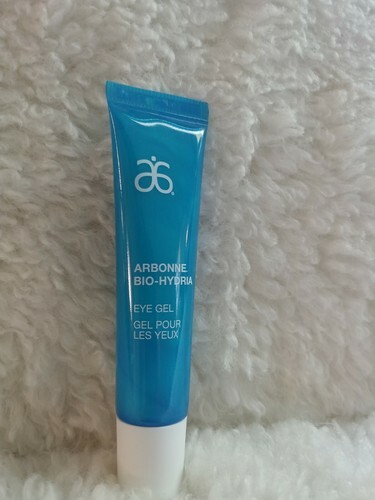 ARBONNE
BIO-HYDRIA
EYE GEL
GEL POUR
LES YEUX